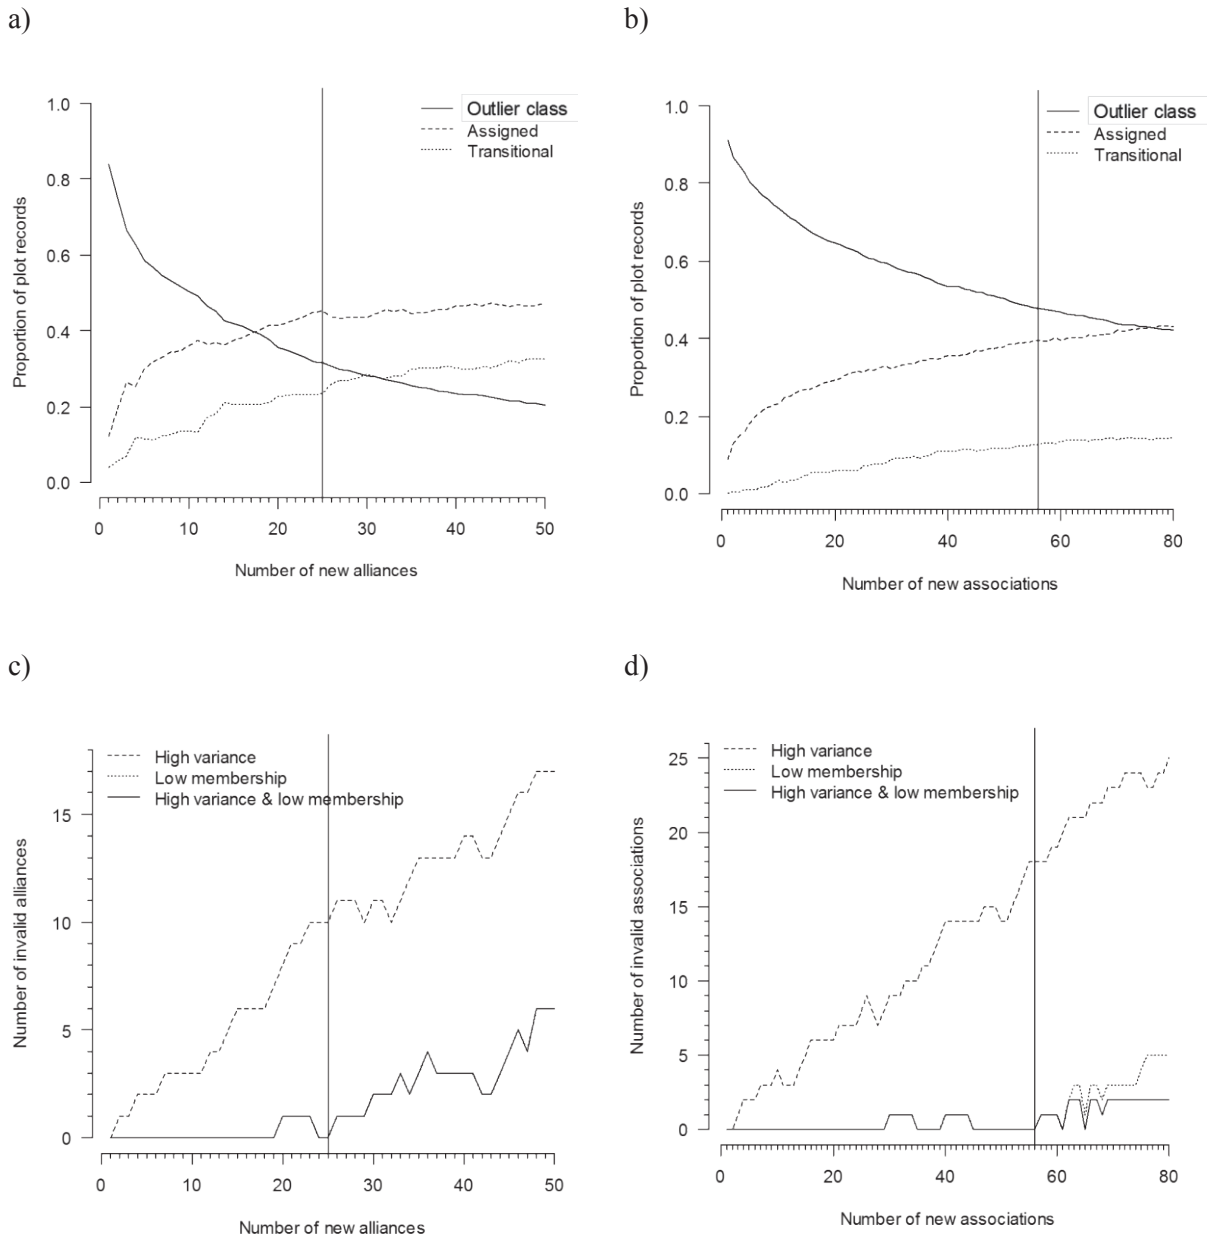 a)
1.0
0.8
0.6
0.4
0.2
0.0
Proportion of plot records
Outlier class
Assigned
Transitional
0 10 20 30 40 50
Number of new alliances
b)
1.0
0.8
0.6
0.4
0.2
0.0
Proportion of plot records
Outlier class
Assigned
Transitional
0 20 40 60 80
Number of new associations
c)
15
10
5
0
Number of invalid alliances
High variance
Low membership
High variance & low membership
0 10 20 30 40 50
Number of new alliances
d)
25
20
15
10
5
0
Number of invalid associations
High variance
Low membership
High variance & low membership
0 20 40 60 80
Number of new associations